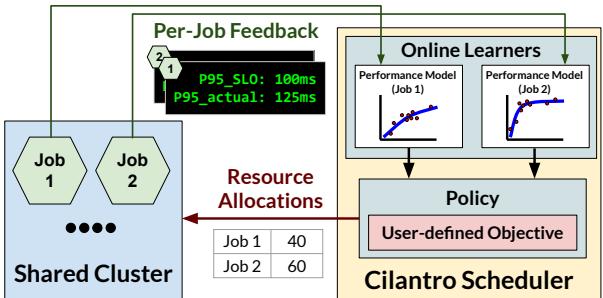 Per-Job Feedback
2
1
P95_SLO: 100ms
P95_actual: 125ms
Online Learners
Performance Model
(Job 1)
Performance Model
(Job 2)
Job
1
Job
2
Shared Cluster
Resource
Allocations
Job 1 40
Job 2 60
Policy
User-defined Objective
Cilantro Scheduler